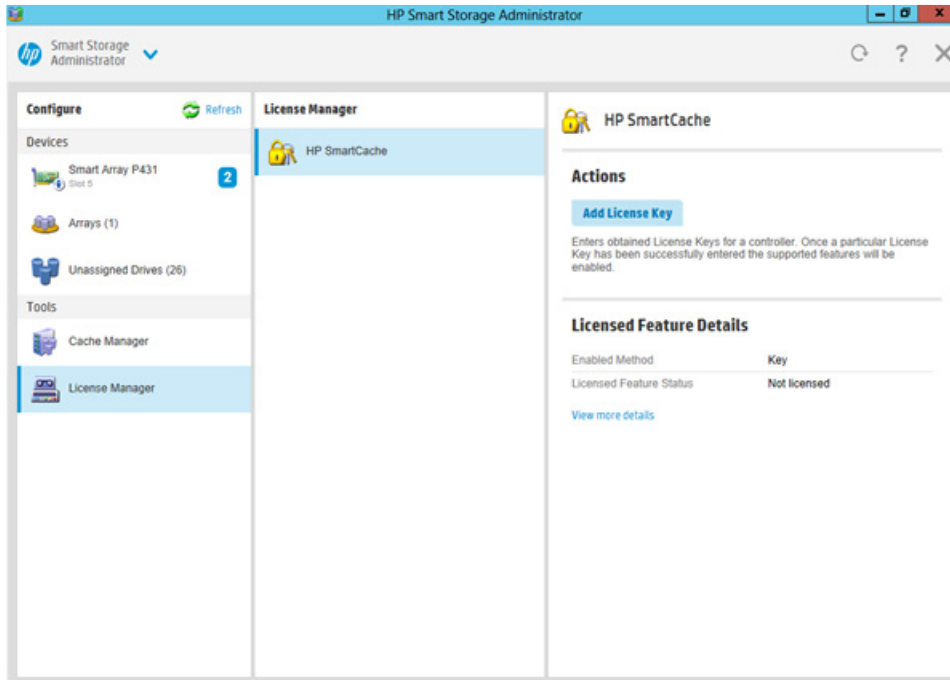 HP Smart Storage Administrator
hp
Smart Storage
Administrator
?
Configure
Refresh
Devices
Smart Array P431
Slot 5
2
Arrays (1)
Unassigned Drives (26)
Tools
Cache Manager
License Manager
License Manager
HP SmartCache
HP SmartCache
Actions
Add License Key
Enters obtained License Keys for a controller. Once a particular License
Key has been successfully entered the supported features will be
enabled.
Licensed Feature Details
Enabled Method Key
Licensed Feature Status Not licensed
View more details